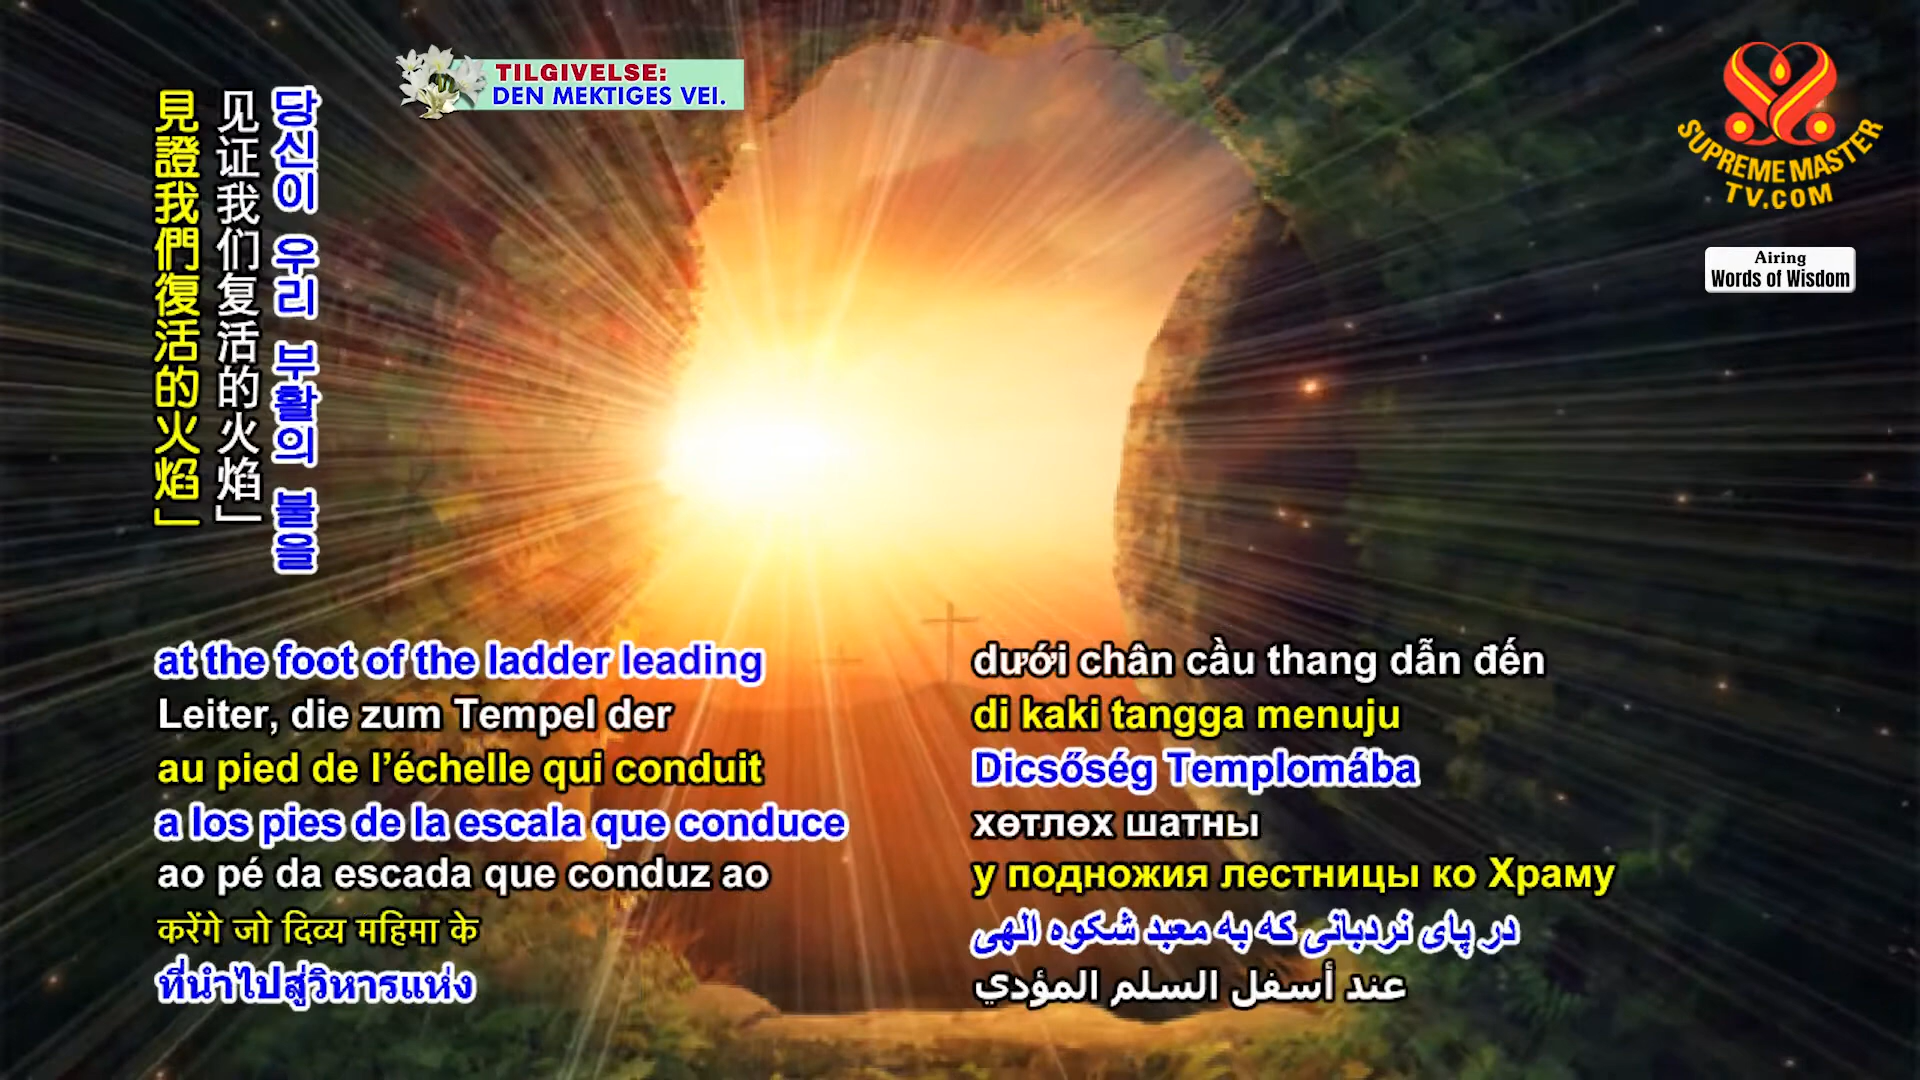 TILGIVELSE:
DEN MEKTIGES VEI.
SUPREME MASTER
TV.COM
Airing
Words of Wisdom
당신이 우리 부활의 불을
见证我们复活的火焰」
見證我們復活的火焰」
at the foot of the ladder leading
Leiter, die zum Tempel der
au pied de l’échelle qui conduit
a los pies de la escala que conduce
ao pé da escada que conduz ao
करेंगे जो दिव्य महिमा के
ที่นำไปสู่วิหารแห่ง
dưới chân cầu thang dẫn đến
di kaki tangga menuju
Dicsőség Templomába
хөтлөх шатны
у подножия лестницы ко Храму
در پای نردبانی که به معبد شکوه الهی
عند أسفل السلم المؤدي